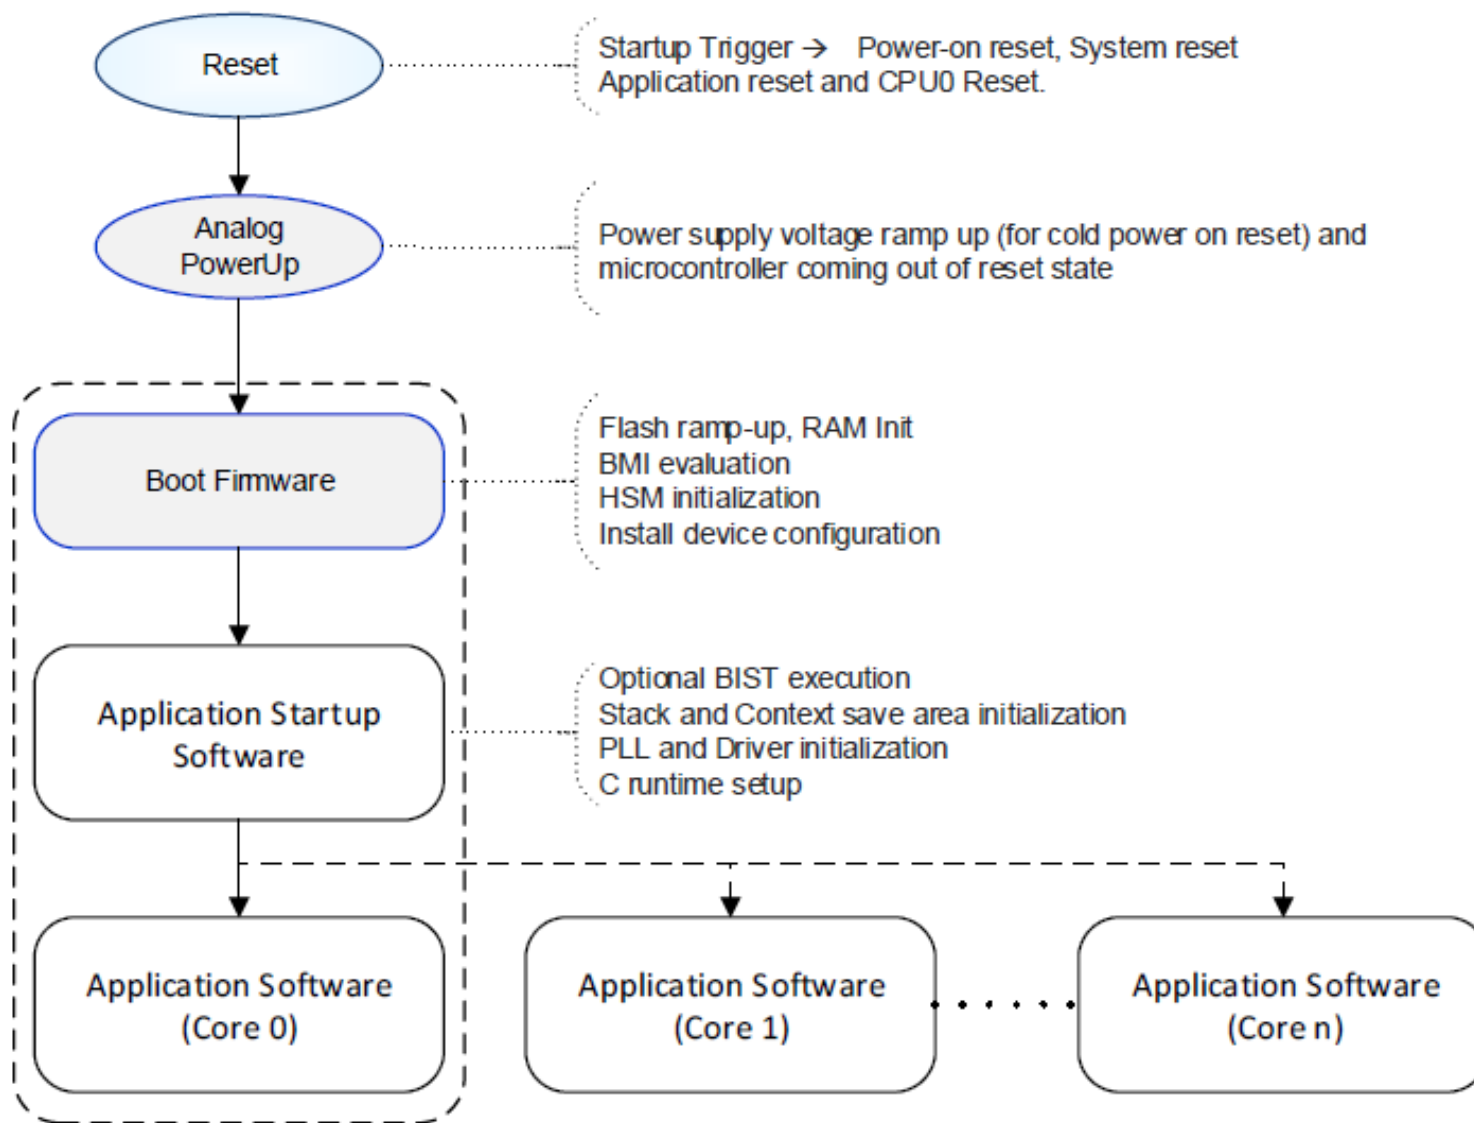 Reset
Startup Trigger → Power-on reset, System reset
Application reset and CPU0 Reset.
Analog
PowerUp
Power supply voltage ramp up (for cold power on reset) and
microcontroller coming out of reset state
Boot Firmware
Flash ramp-up, RAM Init
BMI evaluation
HSM initialization
Install device configuration
Application Startup
Software
Optional BIST execution
Stack and Context save area initialization
PLL and Driver initialization
C runtime setup
Application Software
(Core 0)
Application Software
(Core 1)
Application Software
(Core n)